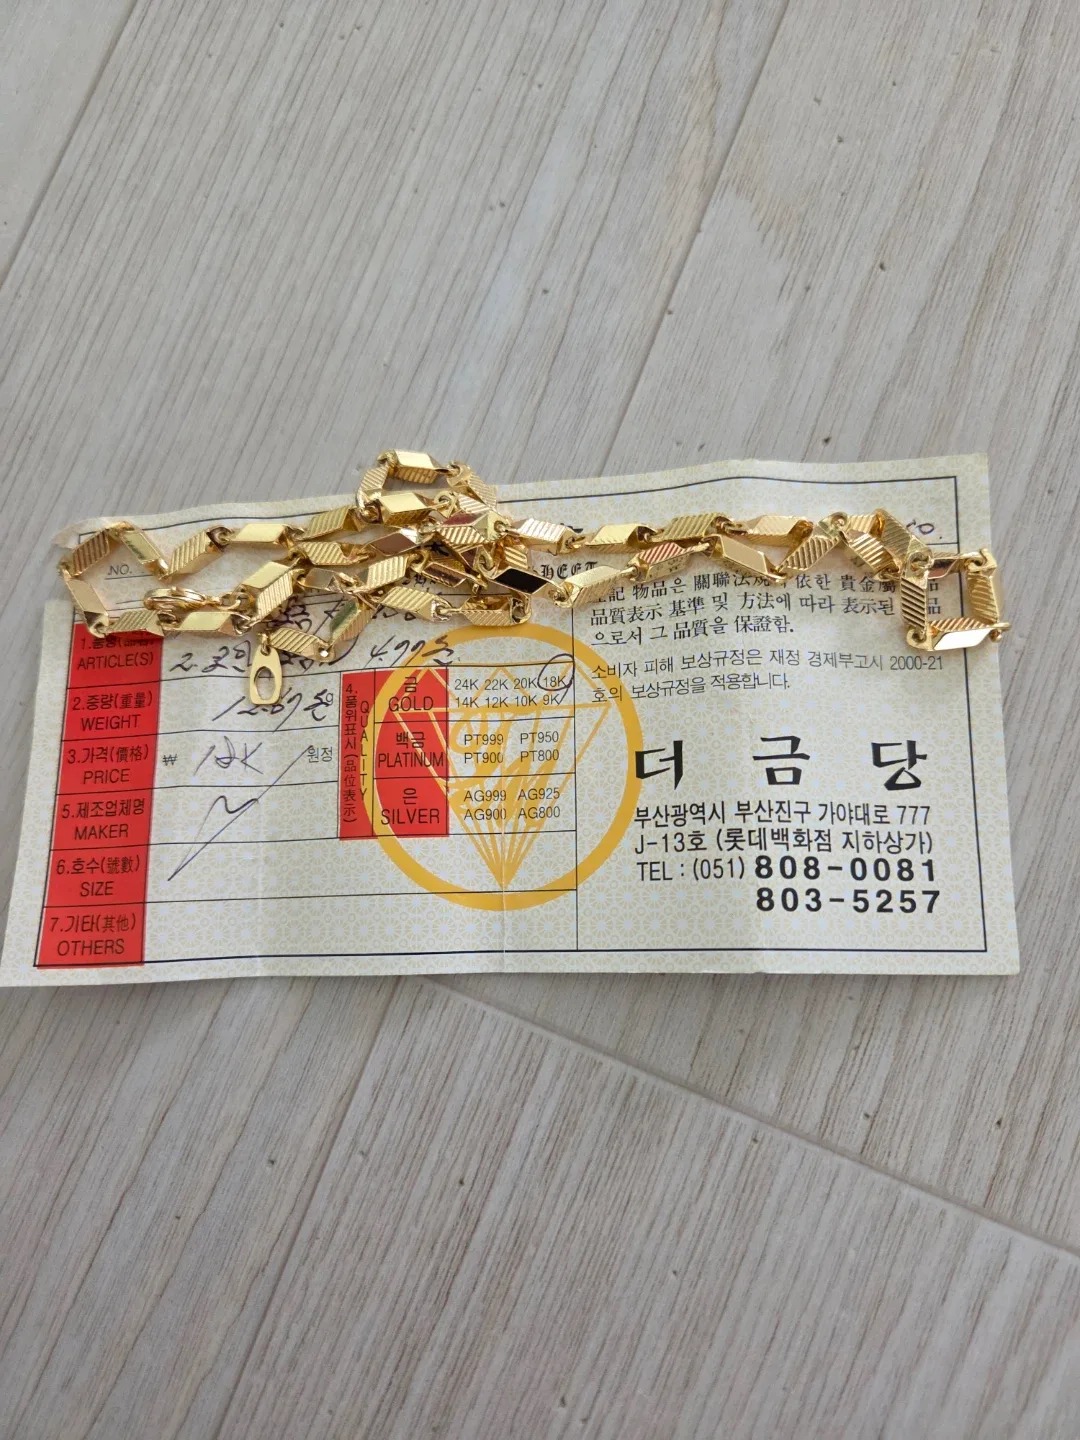 .NO.
HEET
記 物品은 關聯法規 依한 貴金屬 品
品質表示 基準 및 方法에 따라 表示된 品
으로서 그 品質을 保證함.
소비자 피해 보상규정은 재정 경제부고시 2000-21
호의 보상규정을 적용합니다.
ARTICLE(S)
2.중량(重量)
WEIGHT
g
3.가격(價格)
PRICE
₩ 18K 원정
5.제조업체명
MAKER
6.호수(號數)
SIZE
7.기타(其他)
OTHERS
4.품위표시(品位表示)
QUALITY
금
GOLD
24K 22K 20K 18K
14K 12K 10K 9K
백금
PLATINUM
PT999 PT950
PT900 PT800
은
SILVER
AG999 AG925
AG900 AG800
더 금 당
부산광역시 부산진구 가야대로 777
J-13호 (롯데백화점 지하상가)
TEL : (051) 808-0081
803-5257